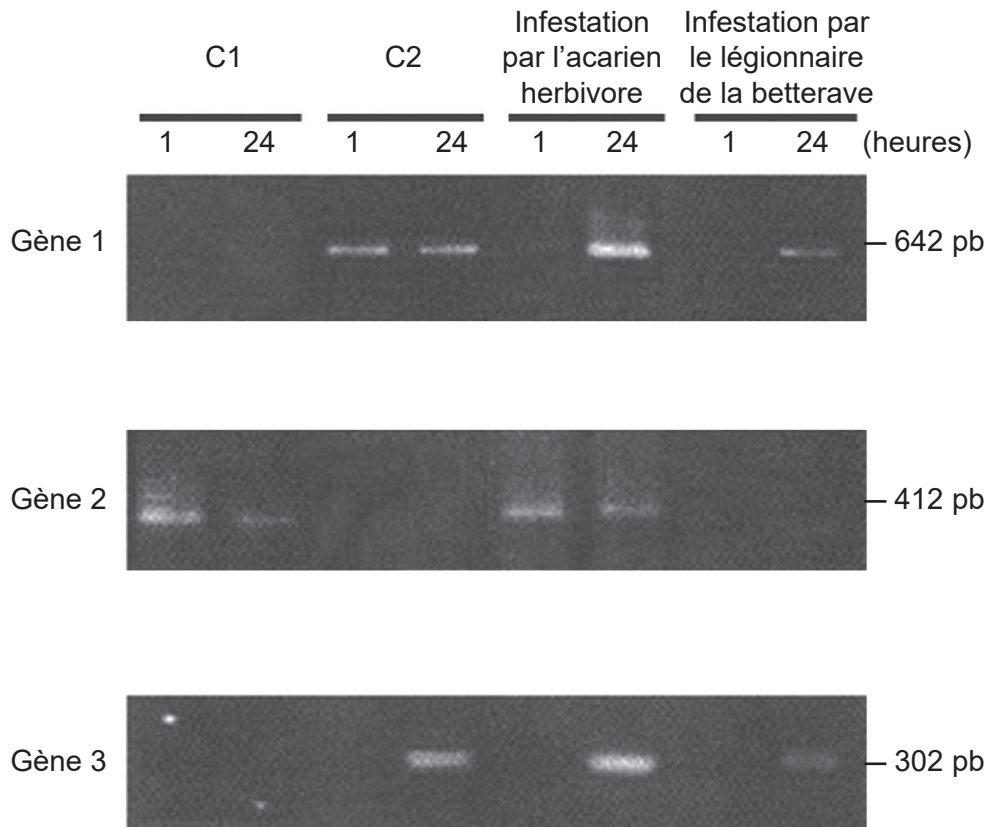 C1
C2
Infestation
par l’acarien
herbivore
Infestation par
le légionnaire
de la betterave
1 24 1 24 1 24 1 24 (heures)
Gène 1 642 pb
Gène 2 412 pb
Gène 3 302 pb